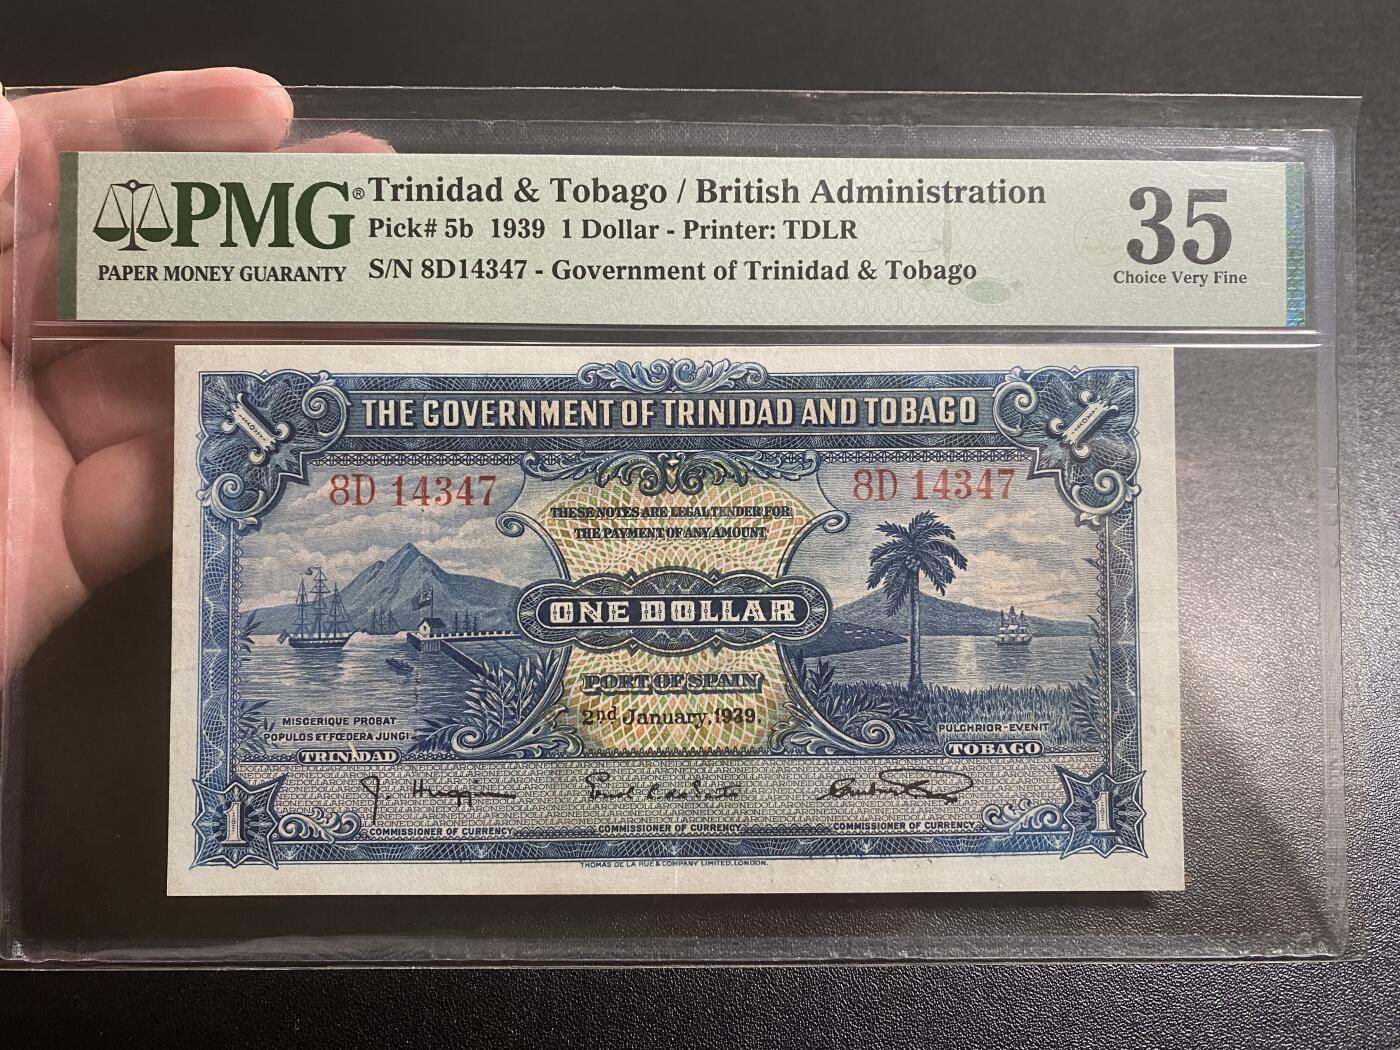 PMG®
PAPER MONEY GUARANTY
Trinidad & Tobago / British Administration
Pick# 5b 1939 1 Dollar - Printer: TDLR
S/N 8D14347 - Government of Trinidad & Tobago
35
Choice Very Fine
THE GOVERNMENT OF TRINIDAD AND TOBAGO
8D 14347
8D 14347
THESE NOTES ARE LEGAL TENDER FOR
THE PAYMENT OF ANY AMOUNT
ONE DOLLAR
PORT OF SPAIN
2nd January, 1939.
MISCERIQUE PROBAT
POPULOS ET FŒDERA JUNGI
TRINIDAD
PULCHRIOR-EVENIT
TOBAGO
COMMISSIONER OF CURRENCY
COMMISSIONER OF CURRENCY
COMMISSIONER OF CURRENCY
1
1
THOMAS DE LA RUE & COMPANY LIMITED, LONDON.